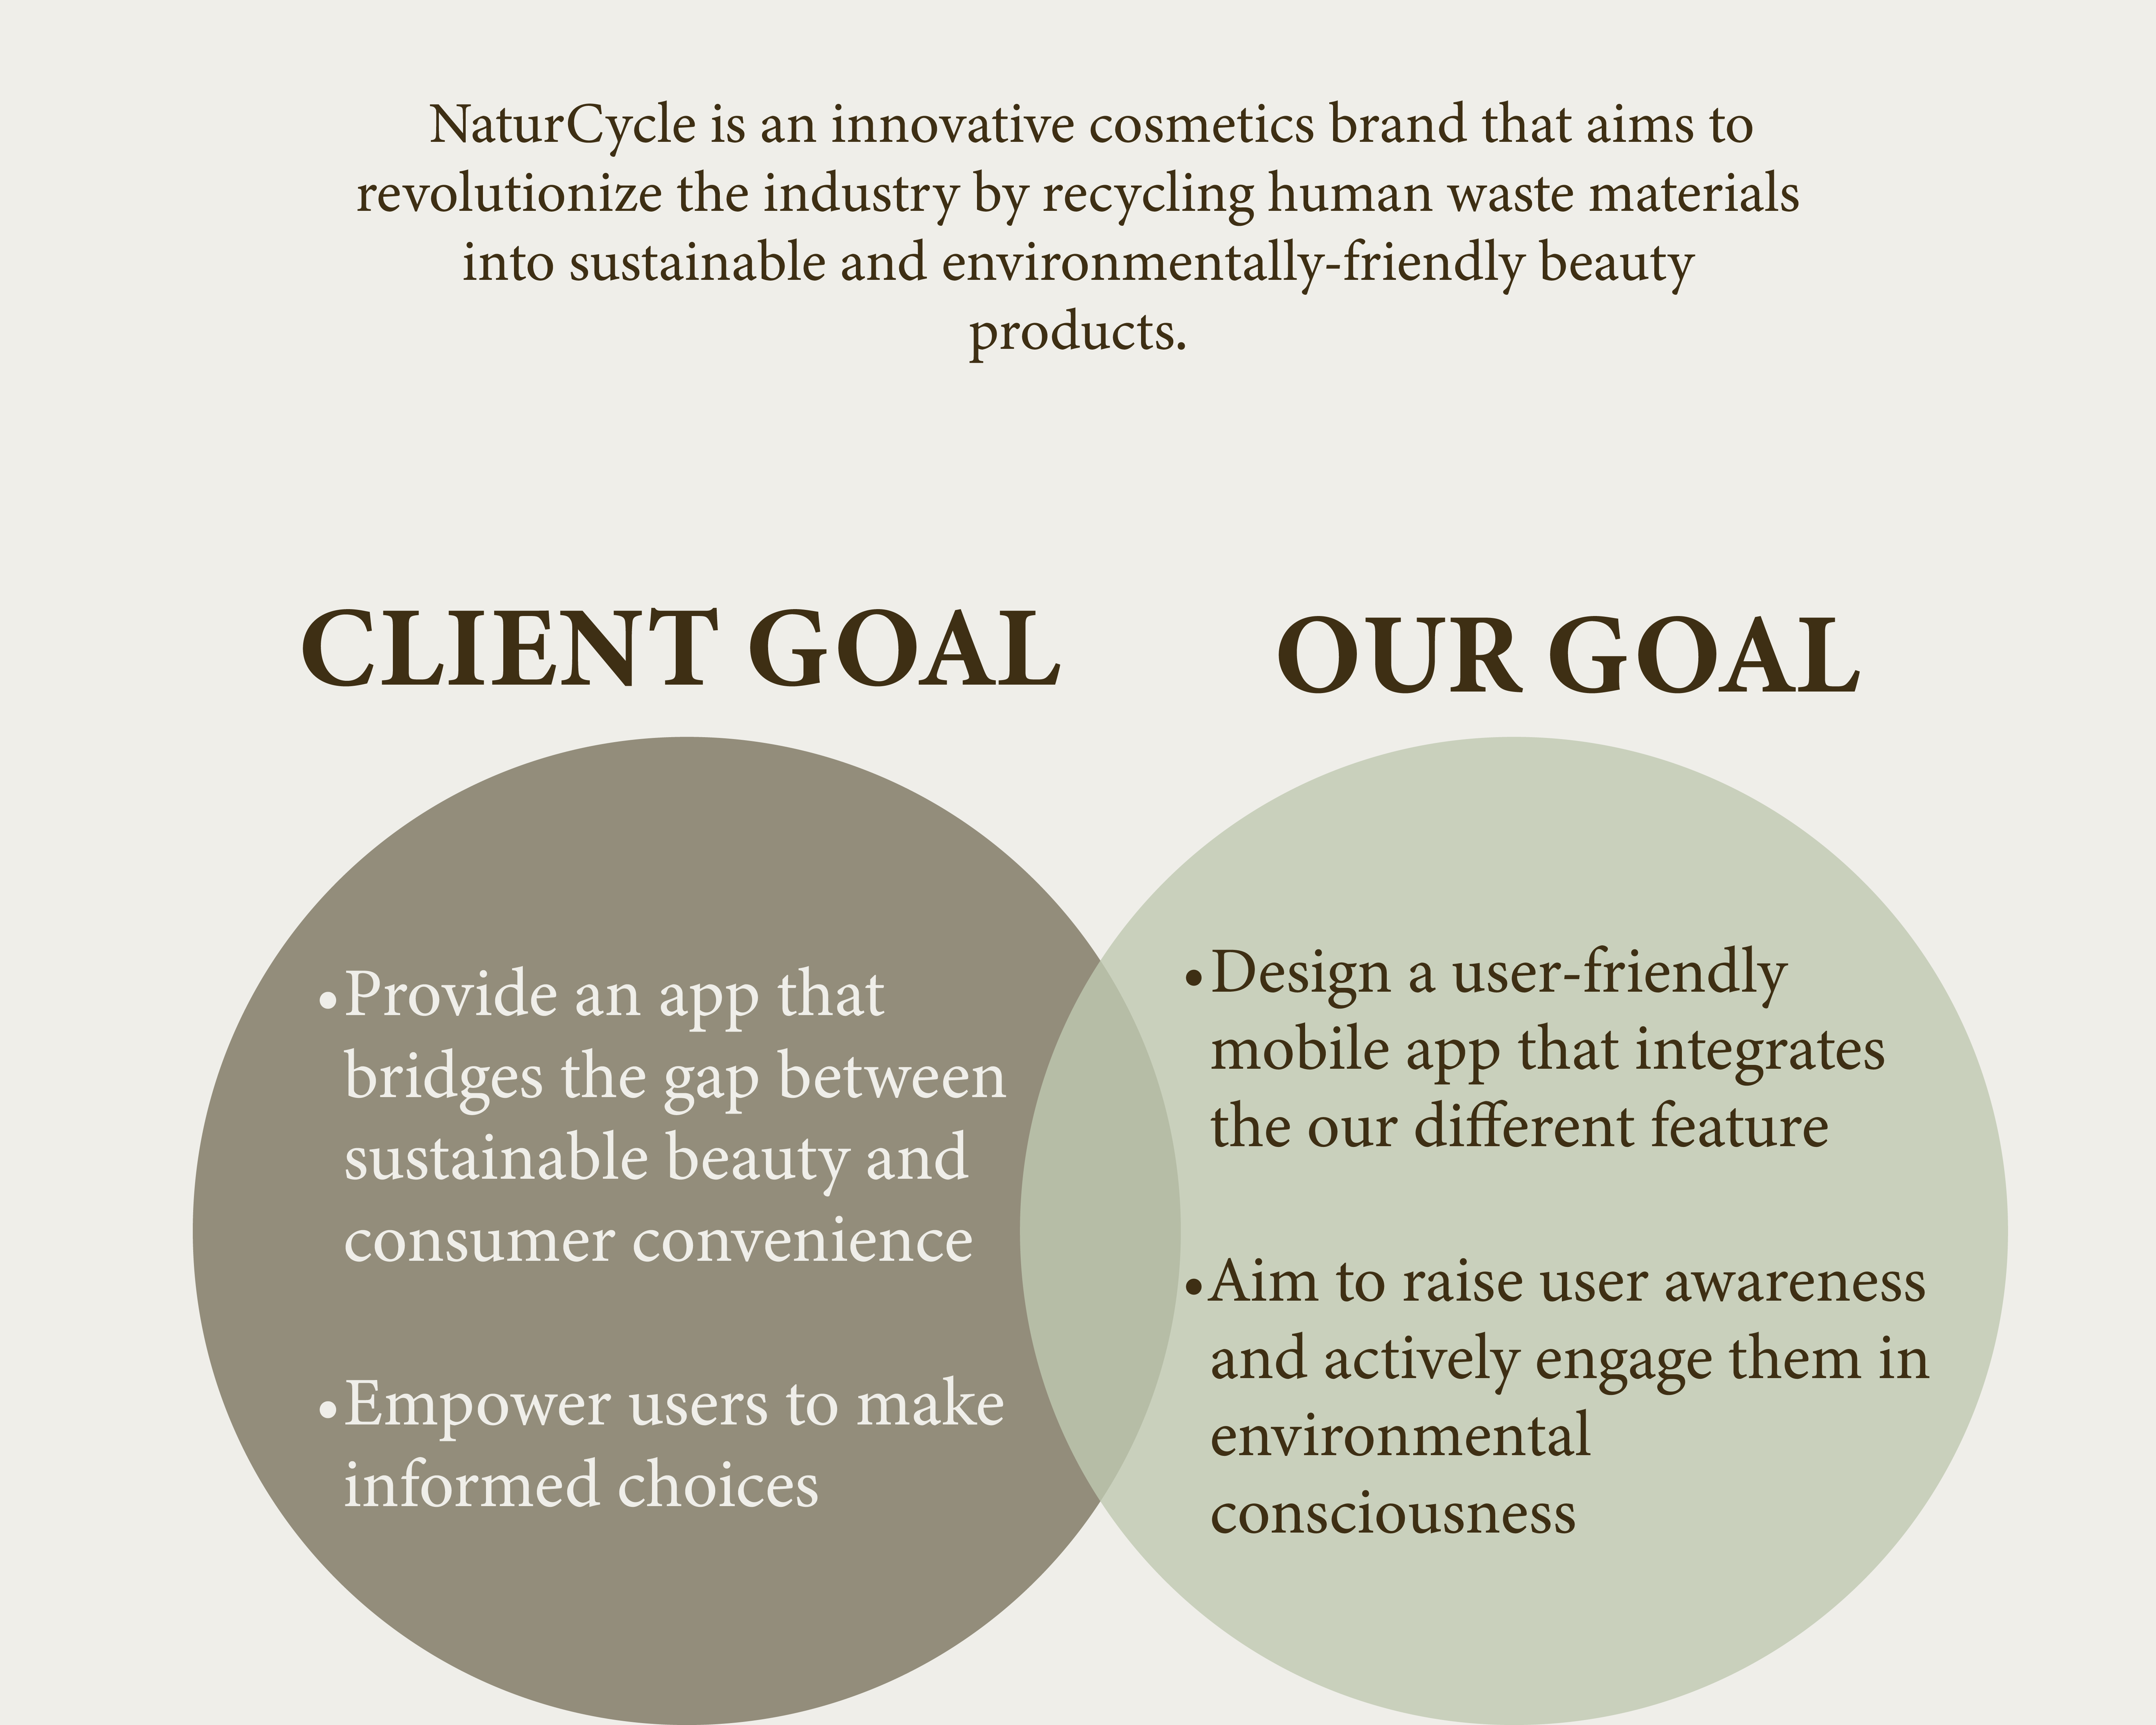 NaturCycle is an innovative cosmetics brand that aims to
revolutionize the industry by recycling human waste materials
into sustainable and environmentally-friendly beauty
products.
CLIENT GOAL
•Provide an app that
bridges the gap between
sustainable beauty and
consumer convenience
•Empower users to make
informed choices
OUR GOAL
•Design a user-friendly
mobile app that integrates
the our different feature
•Aim to raise user awareness
and actively engage them in
environmental
consciousness